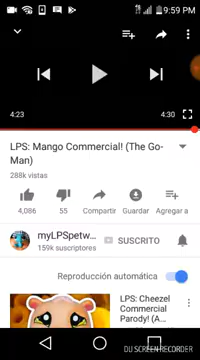 9:59 PM
4:23
4:30
LPS: Mango Commercial! (The Go-
Man)
288k vistas
4,086
55
Compartir
Guardar
Agregar a
myLPSpetw...
159k suscriptores
SUSCRITO
Reproducción automática
LPS: Cheezel
Commercial
Parody! (A...
DU SCREEN RECORDER